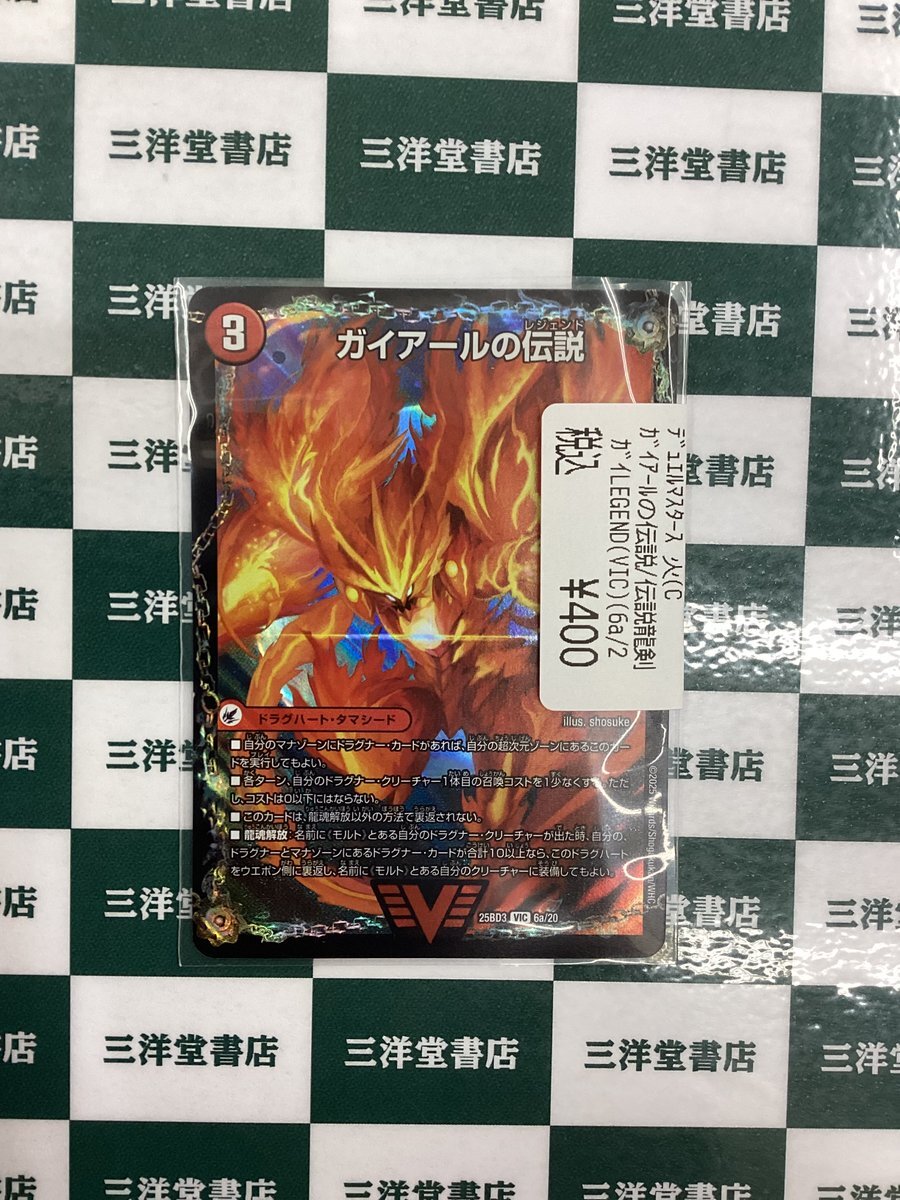 三洋堂書店
三洋堂書店
三洋堂書店
三洋堂書店
三洋堂書店
三洋堂書店
3
レジェンド
ガイアールの伝説
デュエルマスターズ 火(C
ガイアールの伝説/伝説龍剣
ガイLEGEND(VIC)(6a/2
税込 ¥400
ドラグハート・タマシード
illus. shosuke
■自分のマナゾーンにドラグナー・カードがあれば、自分の超次元ゾーンにあるこのカー
ドを実行してもよい。
■各ターン、自分のドラグナー・クリーチャー1体目の召喚コストを1少なくする。ただ
し、コストは0以下にはならない。
■このカードは、龍魂解放以外の方法で裏返されない。
■龍魂解放:名前に《モルト》とある自分のドラグナー・クリーチャーが出た時、自分の、
ドラグナーとマナゾーンにあるドラグナー・カードが合計10以上なら、このドラグハート
をウエポン側に裏返し、名前に《モルト》とある自分のクリーチャーに装備してもよい。
25BD3 VIC 6a/20
三洋堂書店
三洋堂書店
三洋堂書店